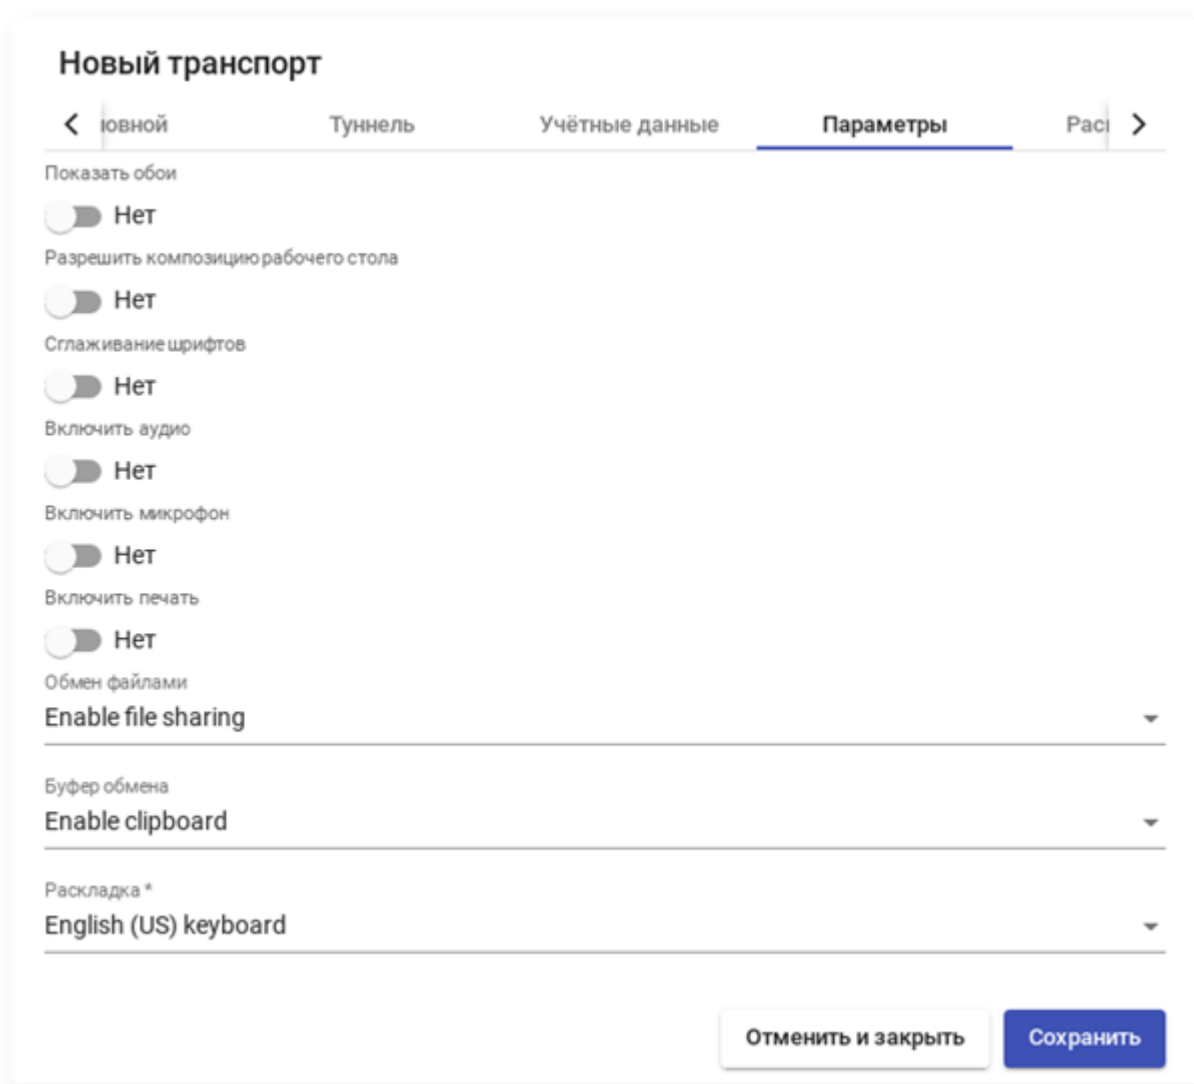 Новый транспорт
Туннель Учётные данные Параметры
Показать обои
Нет
Разрешить композицию рабочего стола
Нет
Сглаживание шрифтов
Нет
Включить аудио
Нет
Включить микрофон
Нет
Включить печать
Нет
Обмен файлами
Enable file sharing
Буфер обмена
Enable clipboard
Раскладка *
English (US) keyboard
Отменить и закрыть Сохранить